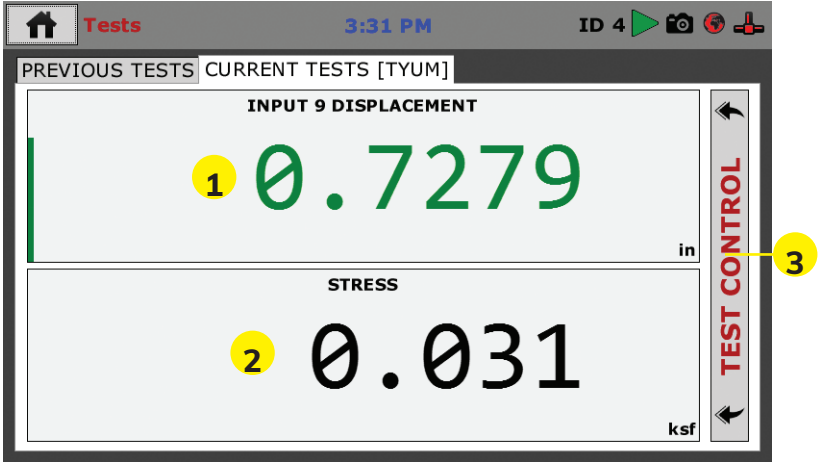 Tests 3:31 PM ID 4
PREVIOUS TESTS CURRENT TESTS [TYUM]
INPUT 9 DISPLACEMENT
1 0.7279
in
STRESS
2 0.031
ksf
TEST CONTROL
3